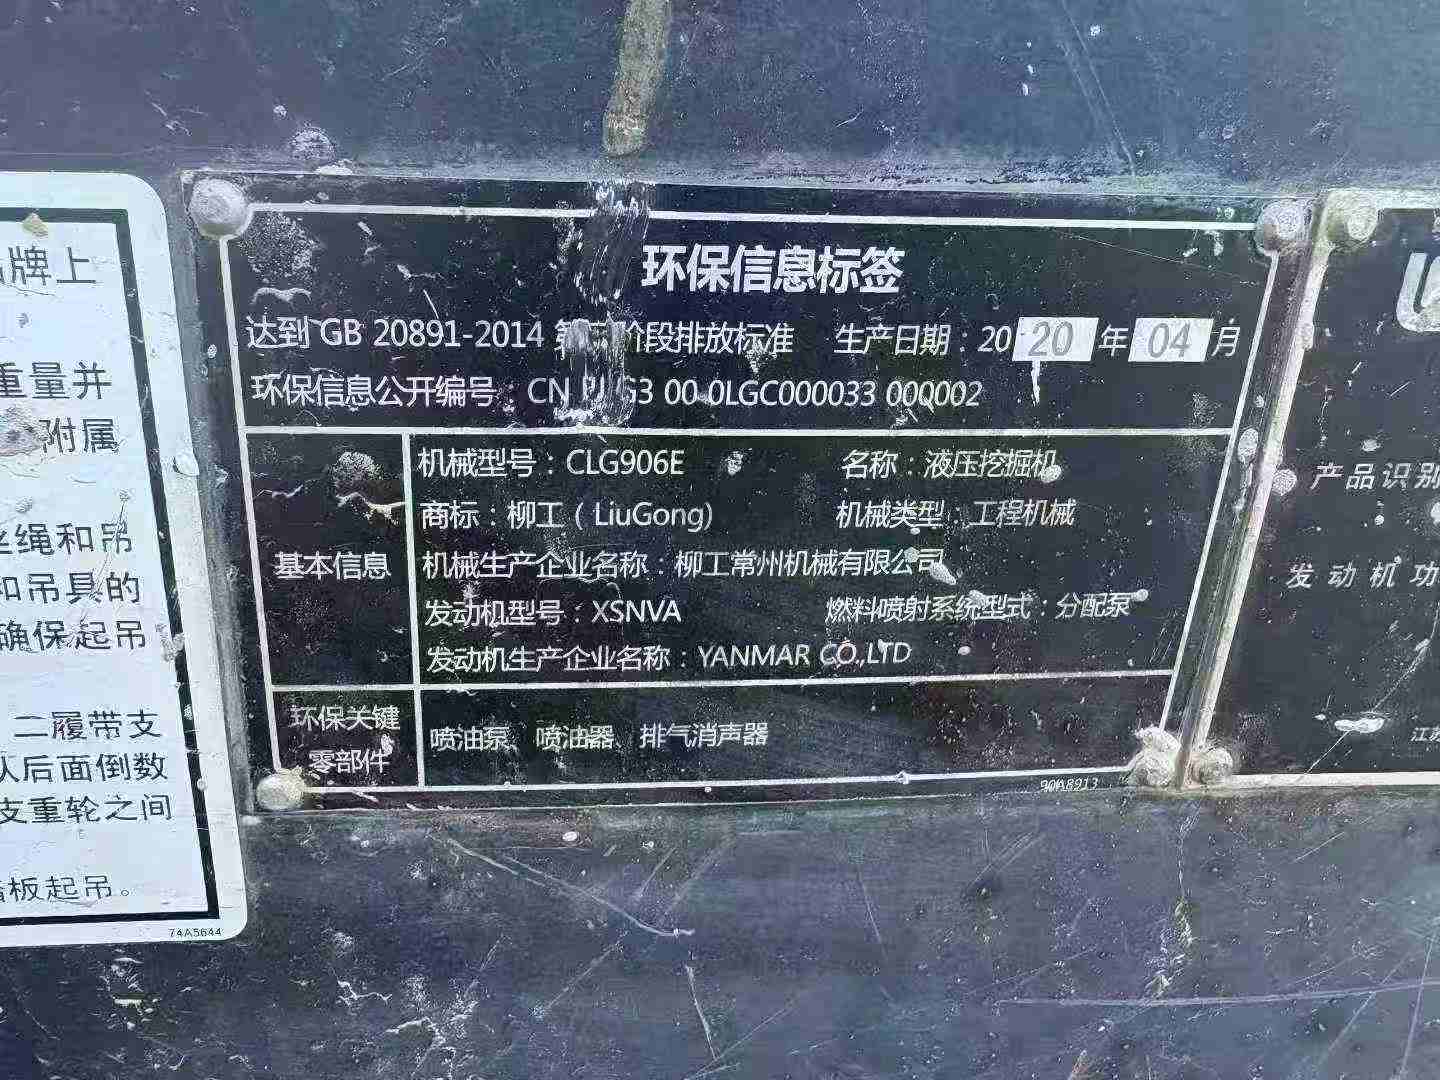 牌上
重量并
附属
丝绳和吊
和吊具的
确保起吊
二履带支
从后面倒数
支重轮之间
板起吊。
74A5644
环保信息标签
达到 GB 20891-2014 第三阶段排放标准 生产日期：2020年04月
环保信息公开编号：CN G3 00 0LGC000033 000002
基本信息
机械型号：CLG906E 名称：液压挖掘机
商标：柳工（LiuGong) 机械类型：工程机械
机械生产企业名称：柳工常州机械有限公司
发动机型号：XSNVA 燃料喷射系统型式：分配泵
发动机生产企业名称：YANMAR CO.,LTD
环保关键
零部件
喷油泵、喷油器、排气消声器
90A8913
产品识别
发动机功
江苏